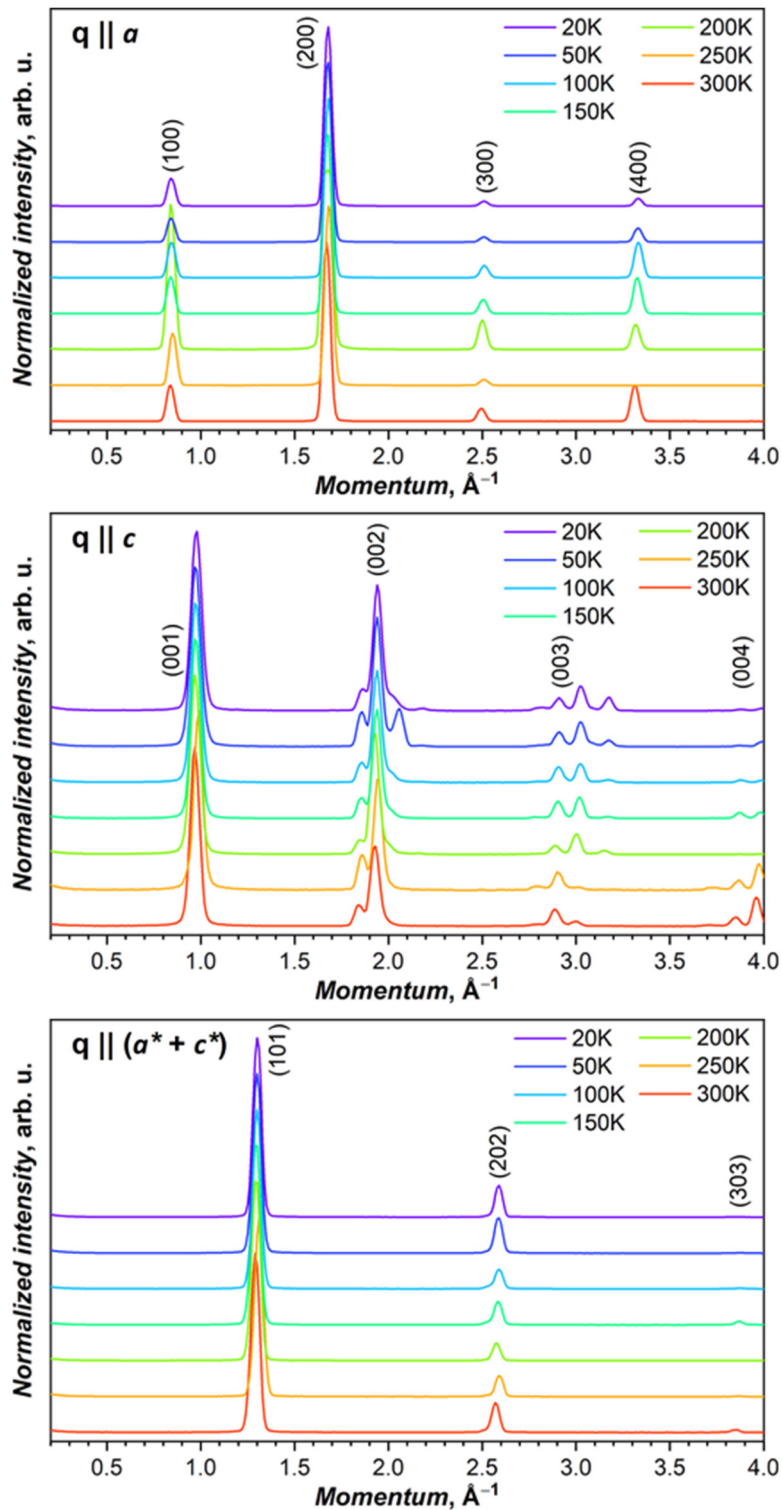 q || a
(100)
(200)
(300)
(400)
20K
50K
100K
150K
200K
250K
300K
Normalized intensity, arb. u.
0.5 1.0 1.5 2.0 2.5 3.0 3.5 4.0
Momentum, Å⁻¹
q || c
(001)
(002)
(003)
(004)
20K
50K
100K
150K
200K
250K
300K
Normalized intensity, arb. u.
0.5 1.0 1.5 2.0 2.5 3.0 3.5 4.0
Momentum, Å⁻¹
q || (a* + c*)
(101)
(202)
(303)
20K
50K
100K
150K
200K
250K
300K
Normalized intensity, arb. u.
0.5 1.0 1.5 2.0 2.5 3.0 3.5 4.0
Momentum, Å⁻¹